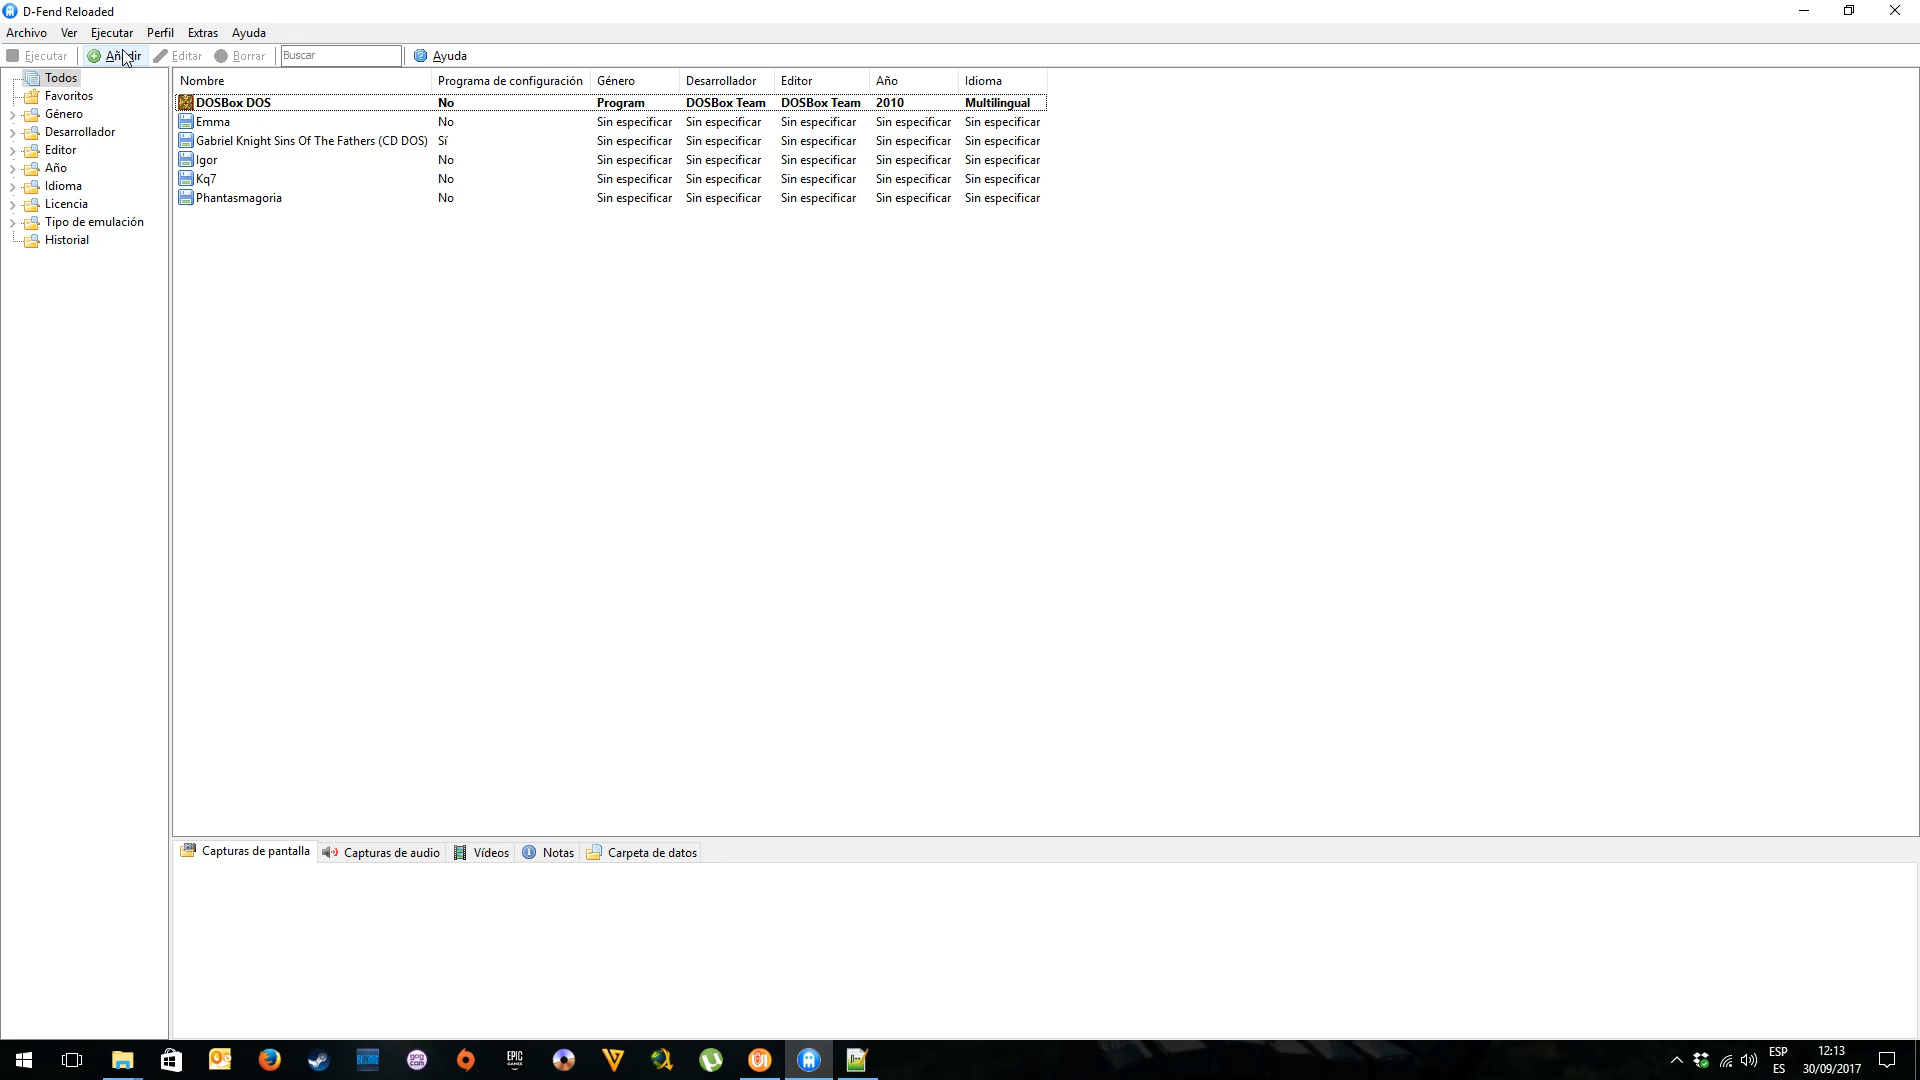 D-Fend Reloaded
Archivo Ver Ejecutar Perfil Extras Ayuda
Ejecutar Añadir Editar Borrar Buscar Ayuda
Todos
Favoritos
Género
Desarrollador
Editor
Año
Idioma
Licencia
Tipo de emulación
Historial
Nombre Programa de configuración Género Desarrollador Editor Año Idioma
DOSBox DOS No Program DOSBox Team DOSBox Team 2010 Multilingual
Emma No Sin especificar Sin especificar Sin especificar Sin especificar Sin especificar
Gabriel Knight Sins Of The Fathers (CD DOS) Sí Sin especificar Sin especificar Sin especificar Sin especificar Sin especificar
Igor No Sin especificar Sin especificar Sin especificar Sin especificar Sin especificar
Kq7 No Sin especificar Sin especificar Sin especificar Sin especificar Sin especificar
Phantasmagoria No Sin especificar Sin especificar Sin especificar Sin especificar Sin especificar
Capturas de pantalla Capturas de audio Vídeos Notas Carpeta de datos
BLIZZARD
gog
com
EPIC
GAMES
ESP
ES
12:13
30/09/2017